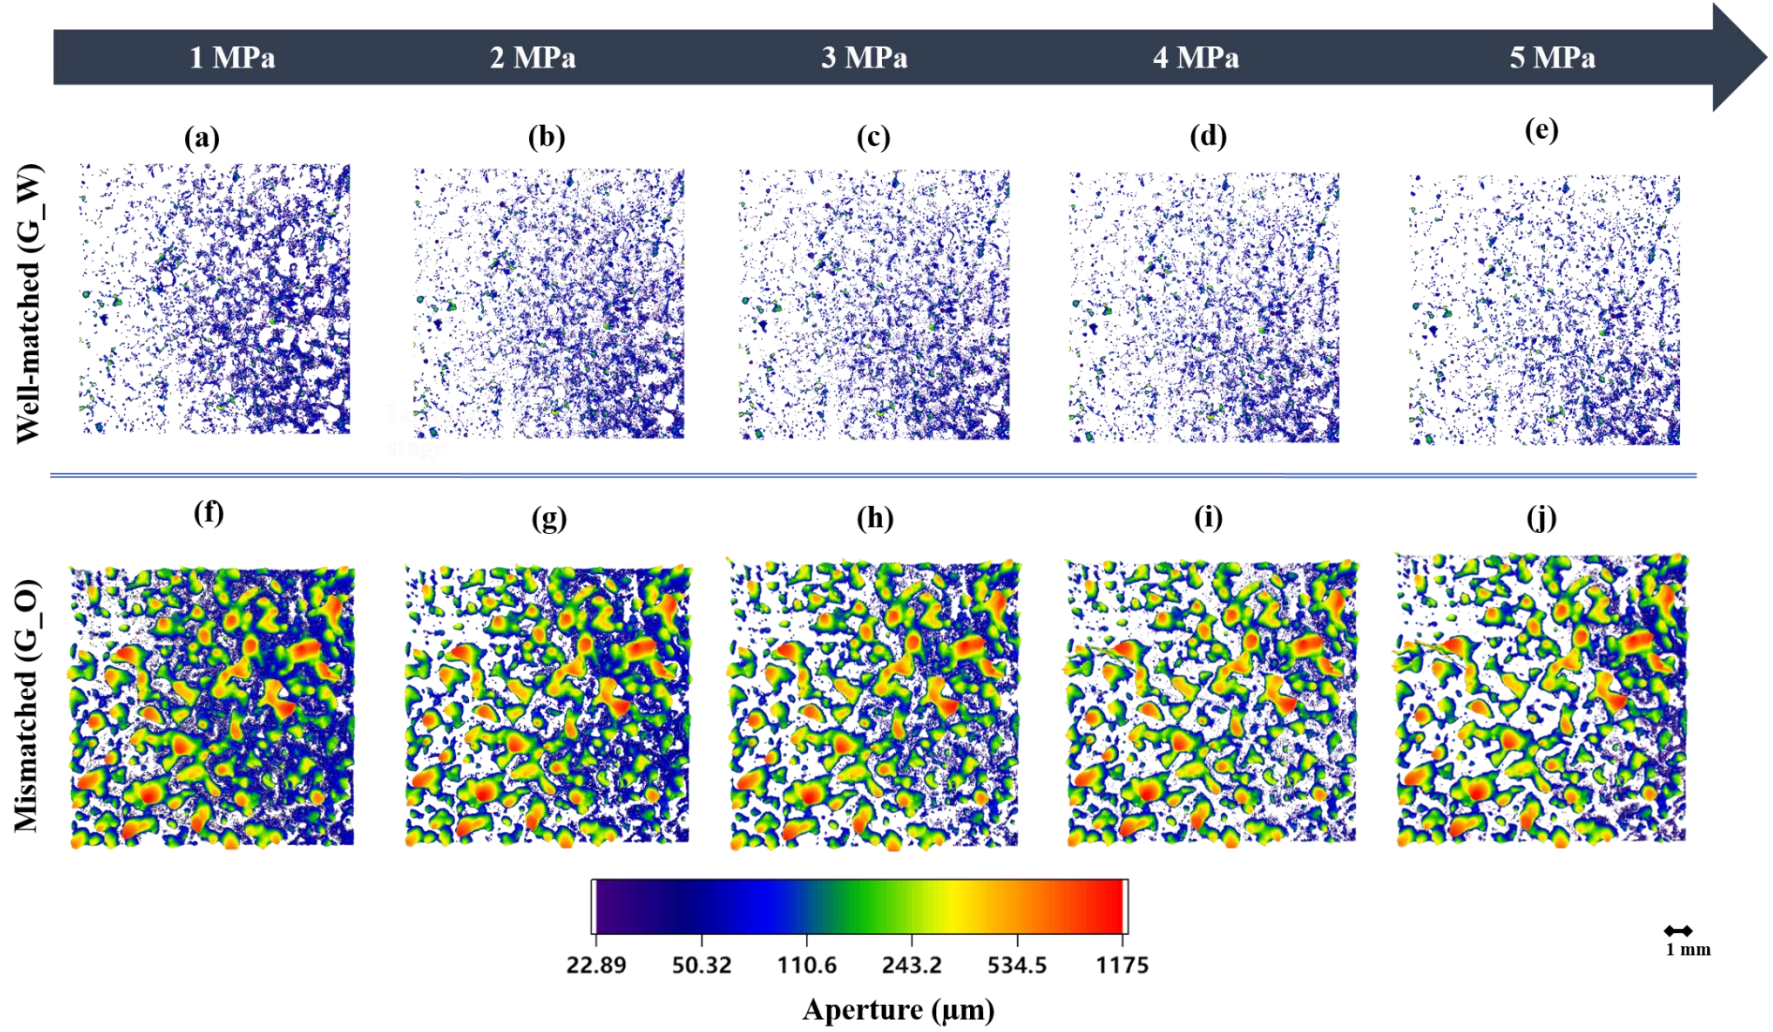 1 MPa 2 MPa 3 MPa 4 MPa 5 MPa
(a) (b) (c) (d) (e)
Well-matched (G_W)
(f) (g) (h) (i) (j)
Mismatched (G_O)
22.89 50.32 110.6 243.2 534.5 1175
1 mm
Aperture (μm)